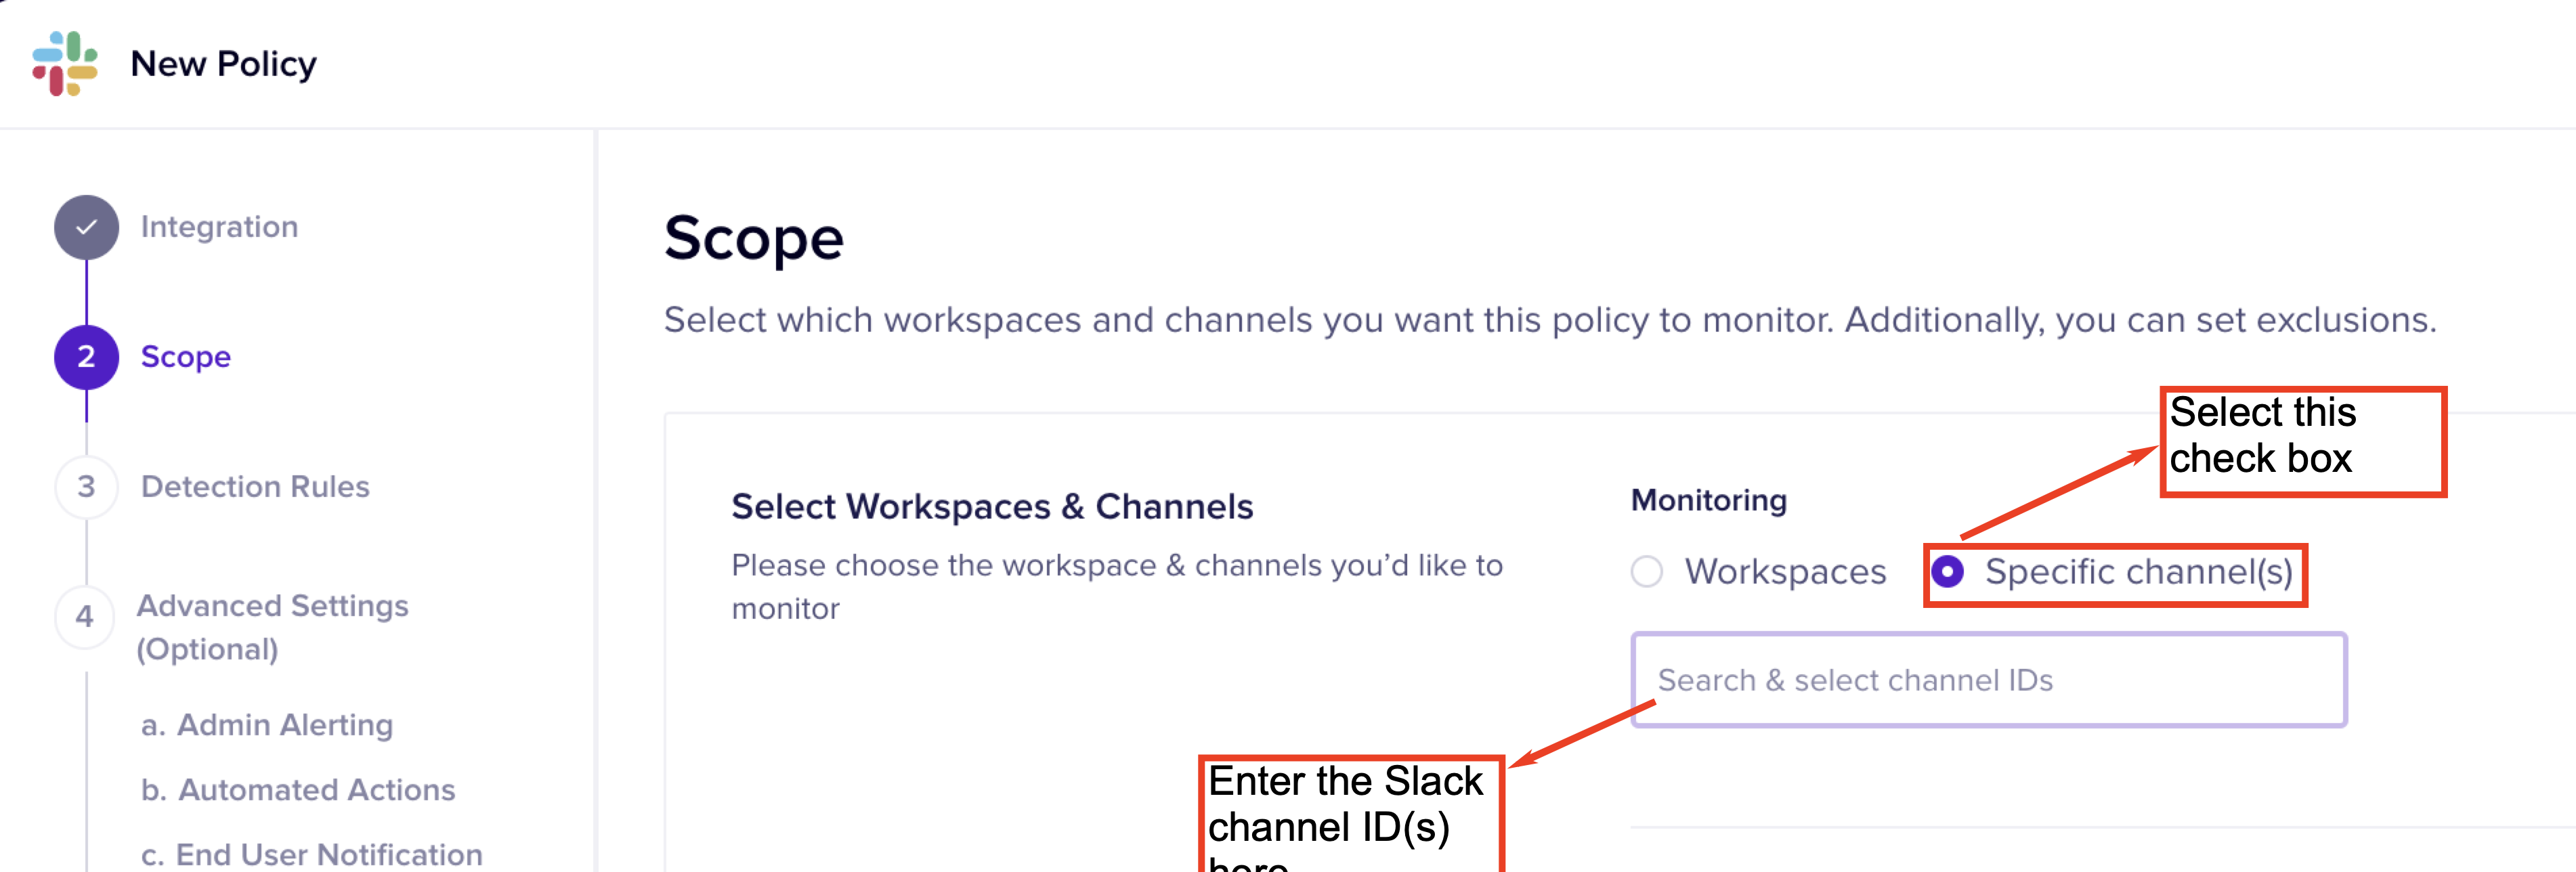 New Policy
Integration
2 Scope
3 Detection Rules
4 Advanced Settings
(Optional)
a. Admin Alerting
b. Automated Actions
c. End User Notification
Scope
Select which workspaces and channels you want this policy to monitor. Additionally, you can set exclusions.
Select Workspaces & Channels
Please choose the workspace & channels you’d like to
monitor
Monitoring
Workspaces
Specific channel(s)
Search & select channel IDs
Select this
check box
Enter the Slack
channel ID(s)
here